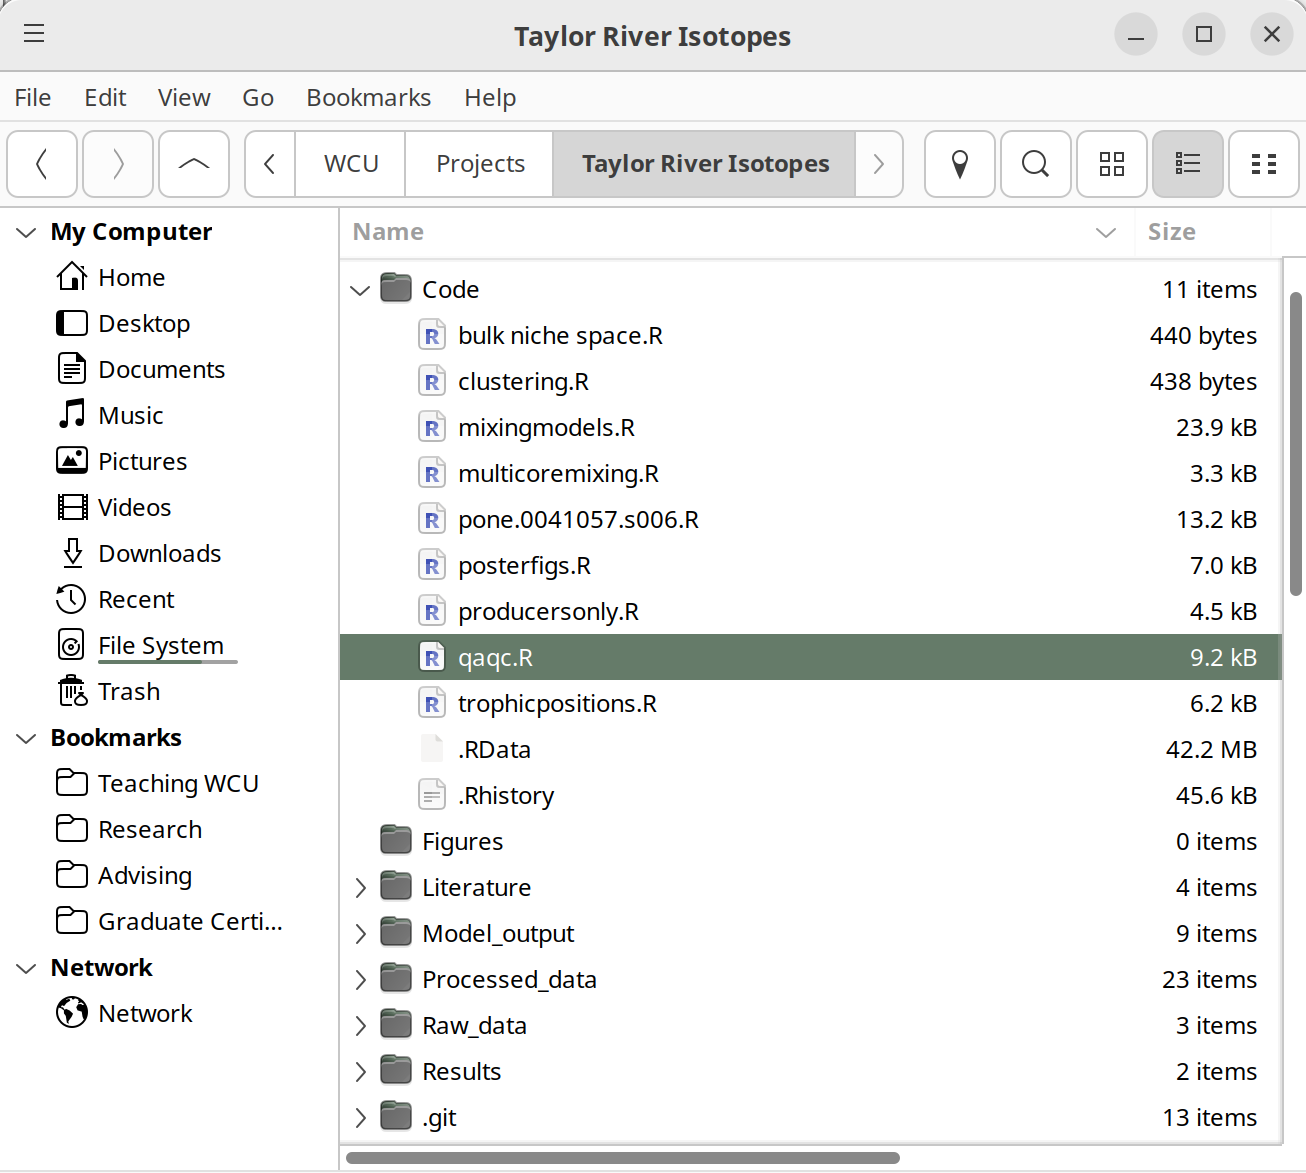 Taylor River Isotopes
File Edit View Go Bookmarks Help
WCU Projects Taylor River Isotopes
My Computer
Home
Desktop
Documents
Music
Pictures
Videos
Downloads
Recent
File System
Trash
Bookmarks
Teaching WCU
Research
Advising
Graduate Certi...
Network
Network
Name Size
Code 11 items
R bulk niche space.R 440 bytes
R clustering.R 438 bytes
R mixingmodels.R 23.9 kB
R multicoremixing.R 3.3 kB
R pone.0041057.s006.R 13.2 kB
R posterfigs.R 7.0 kB
R producersonly.R 4.5 kB
R qaqc.R 9.2 kB
R trophicpositions.R 6.2 kB
.RData 42.2 MB
.Rhistory 45.6 kB
Figures 0 items
Literature 4 items
Model_output 9 items
Processed_data 23 items
Raw_data 3 items
Results 2 items
.git 13 items